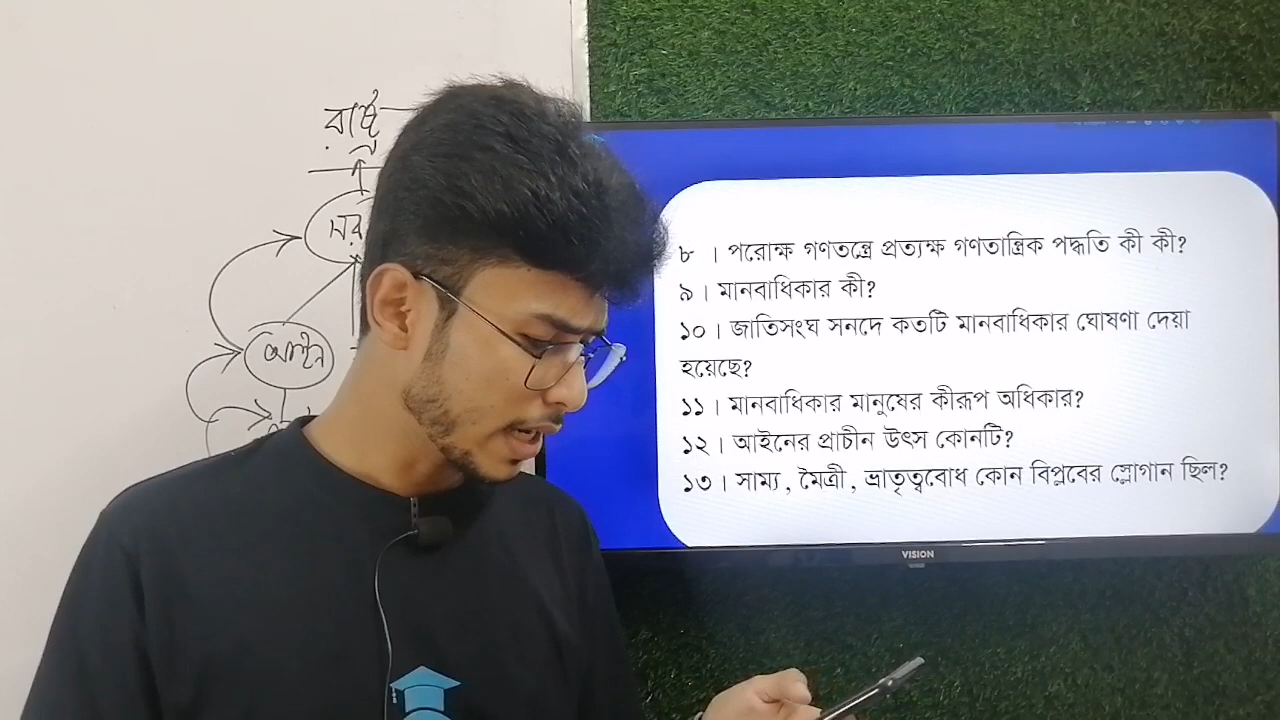 রাষ্ট্র
আইন
৮ । পরোক্ষ গণতন্ত্রে প্রত্যক্ষ গণতান্ত্রিক পদ্ধতি কী কী?
৯ । মানবাধিকার কী?
১০ । জাতিসংঘ সনদে কতটি মানবাধিকার ঘোষণা দেয়া
হয়েছে?
১১ । মানবাধিকার মানুষের কীরূপ অধিকার?
১২ । আইনের প্রাচীন উৎস কোনটি?
১৩ । সাম্য , মৈত্রী , ভ্রাতৃত্ববোধ কোন বিপ্লবের স্লোগান ছিল?
VISION